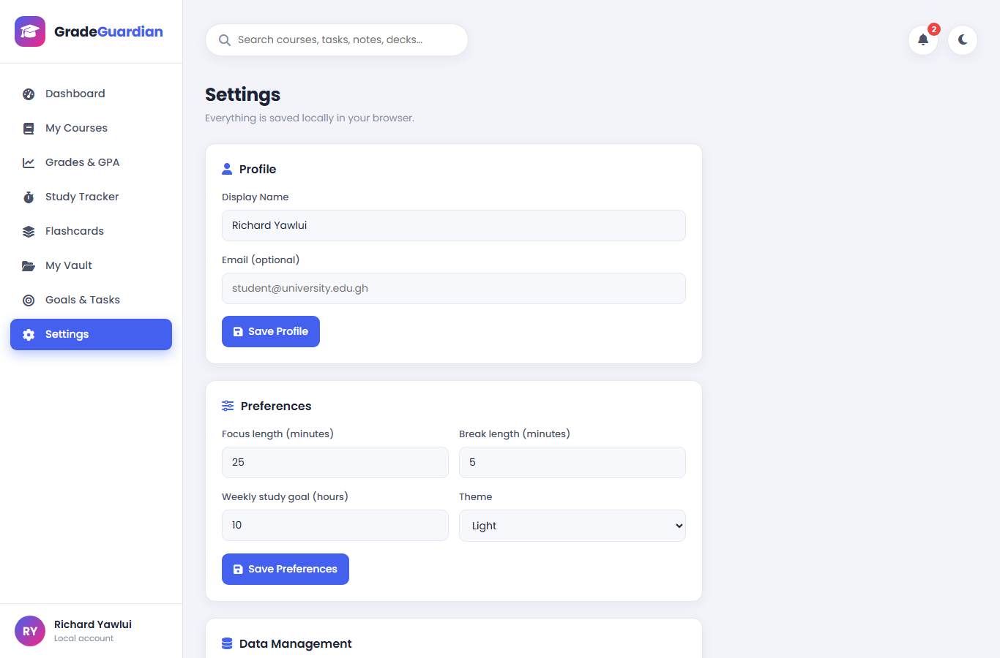 GradeGuardian
Dashboard
My Courses
Grades & GPA
Study Tracker
Flashcards
My Vault
Goals & Tasks
Settings
RY
Richard Yawlui
Local account
Search courses, tasks, notes, decks...
2
Settings
Everything is saved locally in your browser.
Profile
Display Name
Richard Yawlui
Email (optional)
student@university.edu.gh
Save Profile
Preferences
Focus length (minutes)
Break length (minutes)
25
5
Weekly study goal (hours)
Theme
10
Light
Save Preferences
Data Management